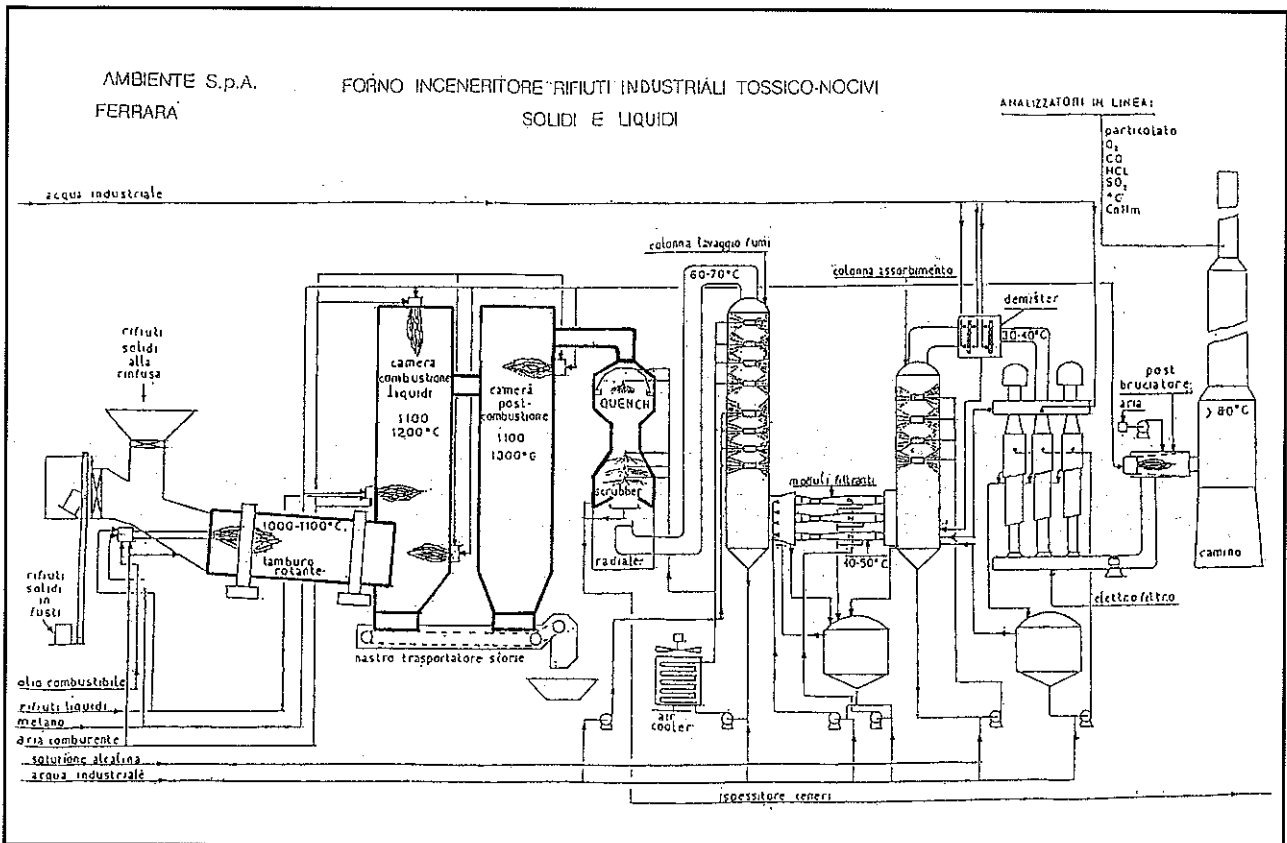 AMBIENTE S.p.A.
FERRARA
FORNO INCENERITORE RIFIUTI INDUSTRIALI TOSSICO-NOCIVI
SOLIDI E LIQUIDI
ANALIZZATORI IN LINEA:
particolato
O₂
CO
HCL
SO₂
°C
CnHm
acqua industriale
colonna lavaggio fumi
60-70°C
colonna assorbimento
demister
30-40°C
rifiuti
solidi
alla
rinfusa
camera
combustione
liquidi
1100
1200°C
camera
post-
combustione
1100
1300°C
QUENCH
scrubber
radiale
post
bruciatore
aria
> 80°C
camino
moduli filtranti
40-50°C
1000-1100°C
tamburo
rotante
rifiuti
solidi
in
fusti
elettrofiltro
nastro trasportatore scorie
air
cooler
olio combustibile
rifiuti liquidi
metano
aria comburente
soluzione alcalina
acqua industriale
ispessitore ceneri